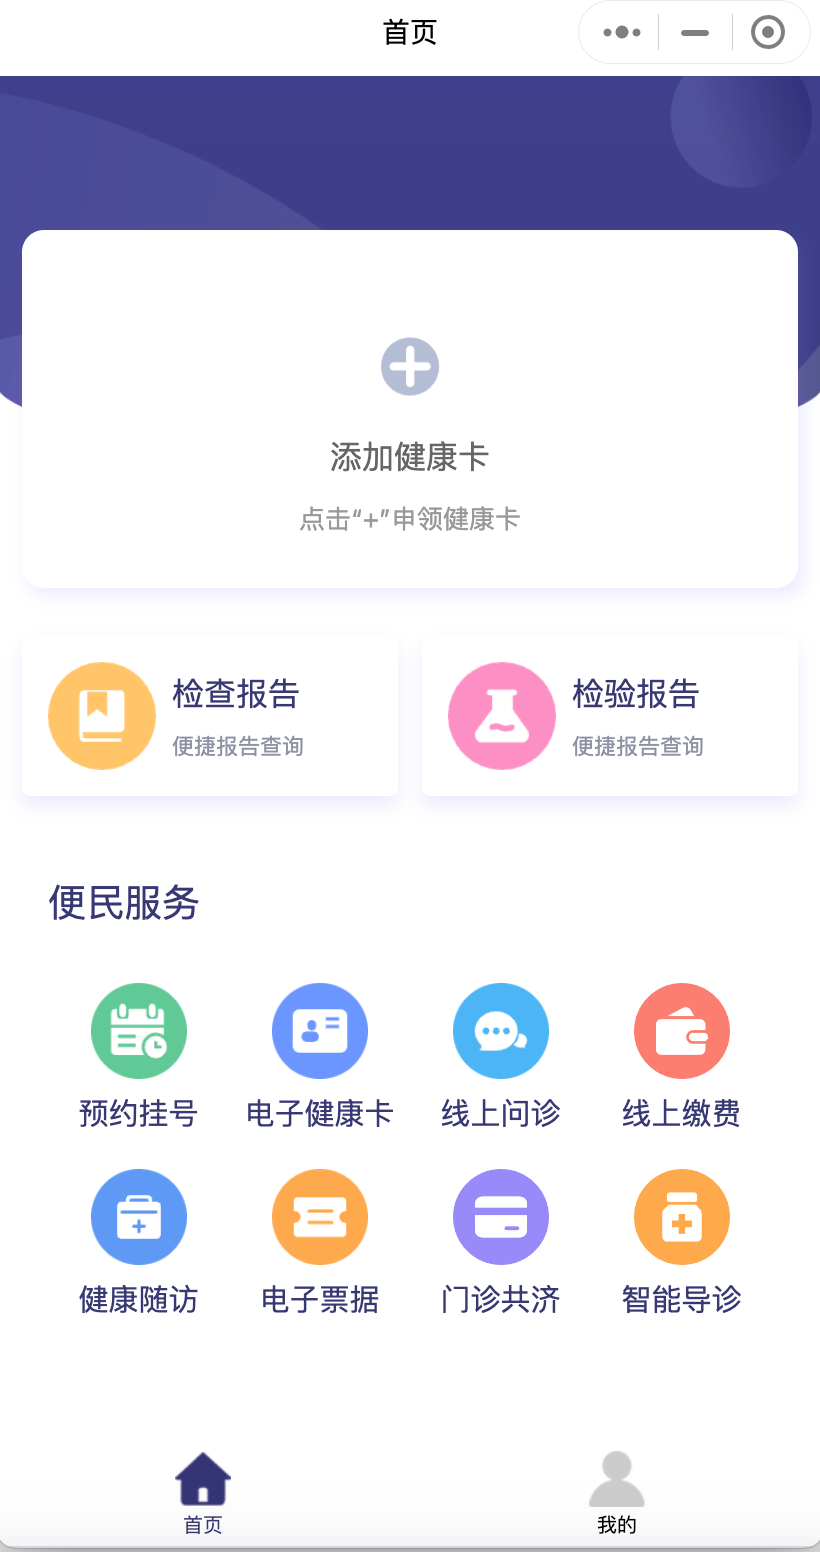 首页
添加健康卡
点击“+”申领健康卡
检查报告
便捷报告查询
检验报告
便捷报告查询
便民服务
预约挂号
电子健康卡
线上问诊
线上缴费
健康随访
电子票据
门诊共济
智能导诊
首页
我的